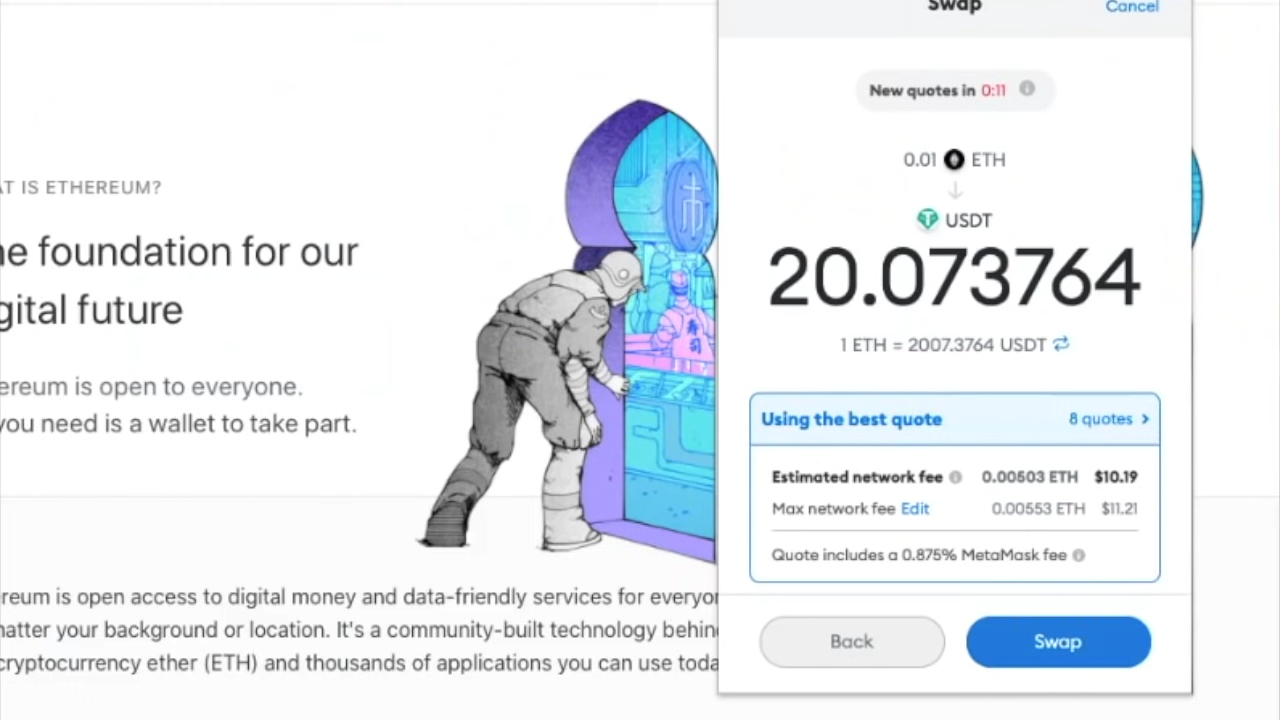 AT IS ETHEREUM?
he foundation for our
gital future
ereum is open to everyone.
you need is a wallet to take part.
寿司
reum is open access to digital money and data-friendly services for everyon
matter your background or location. It's a community-built technology behin
cryptocurrency ether (ETH) and thousands of applications you can use toda
Swap Cancel
New quotes in 0:11
0.01 ETH
USDT
20.073764
1 ETH = 2007.3764 USDT
Using the best quote 8 quotes >
Estimated network fee 0.00503 ETH $10.19
Max network fee Edit 0.00553 ETH $11.21
Quote includes a 0.875% MetaMask fee
Back Swap